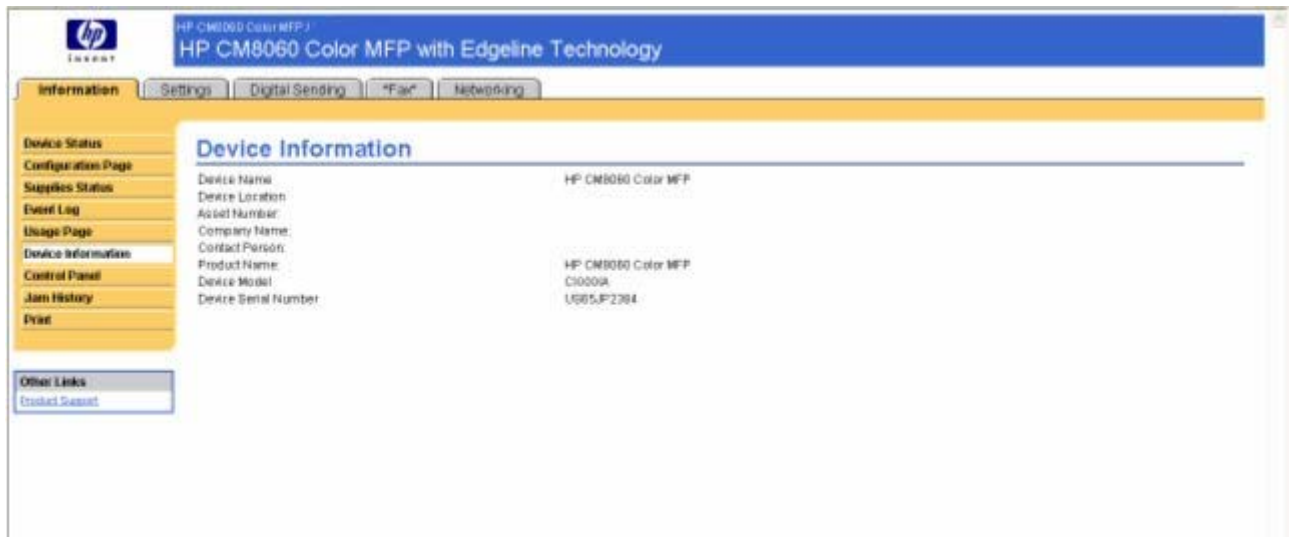 hp
invent
HP CM8060 Color MFP /
HP CM8060 Color MFP with Edgeline Technology
Information
Settings
Digital Sending
"Fax"
Networking
Device Status
Configuration Page
Supplies Status
Event Log
Usage Page
Device Information
Control Panel
Jam History
Print
Other Links
Product Support
Device Information
Device Name HP CM8060 Color MFP
Device Location
Asset Number:
Company Name:
Contact Person:
Product Name: HP CM8060 Color MFP
Device Model
Device Serial Number